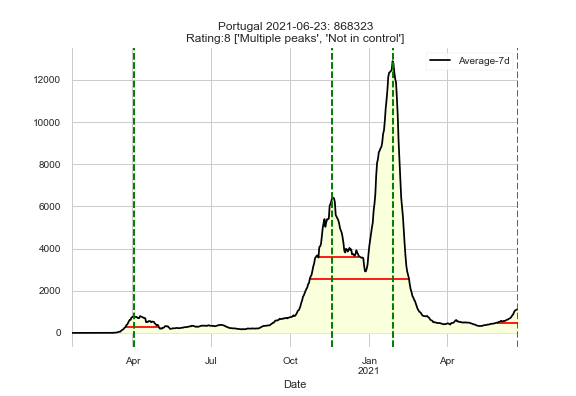 Portugal 2021-06-23: 868323
Rating:8 ['Multiple peaks', 'Not in control']
Average-7d
12000
10000
8000
6000
4000
2000
0
Apr
Jul
Oct
Jan
2021
Apr
Date